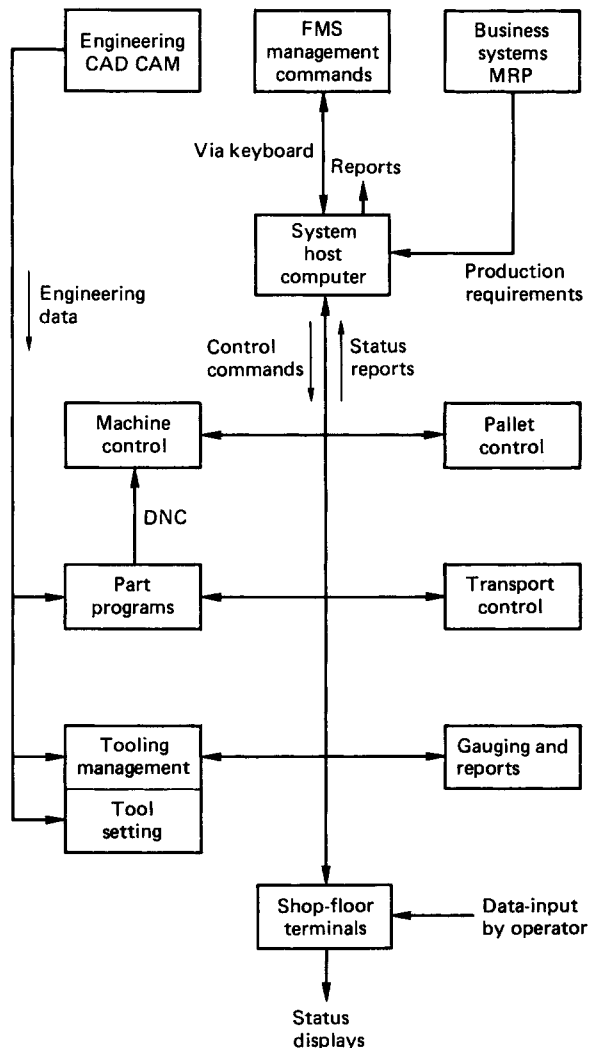 Engineering
CAD CAM
FMS
management
commands
Business
systems
MRP
Via keyboard
Reports
System
host
computer
Production
requirements
Engineering
data
Control
commands
Status
reports
Machine
control
Pallet
control
DNC
Part
programs
Transport
control
Tooling
management
Gauging and
reports
Tool
setting
Shop-floor
terminals
Data-input
by operator
Status
displays